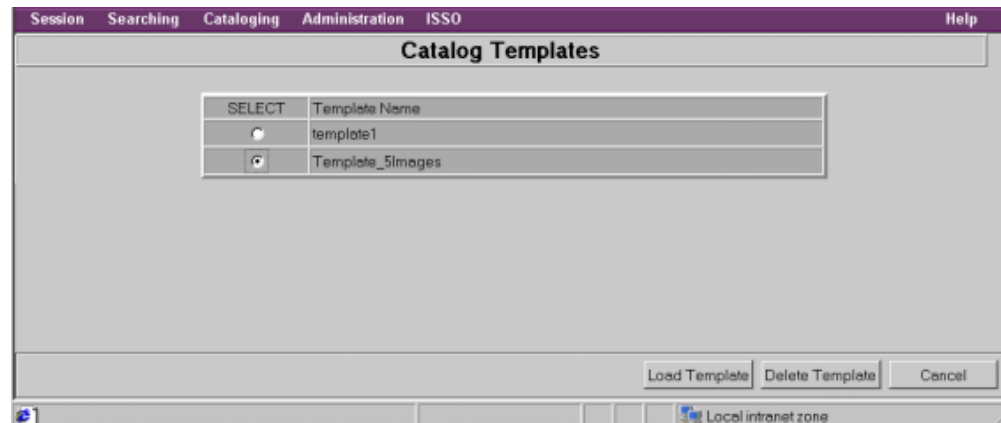 Session Searching Cataloging Administration ISSO Help
Catalog Templates
SELECT Template Name
template1
Template_5Images
Load Template Delete Template Cancel
Local intranet zone